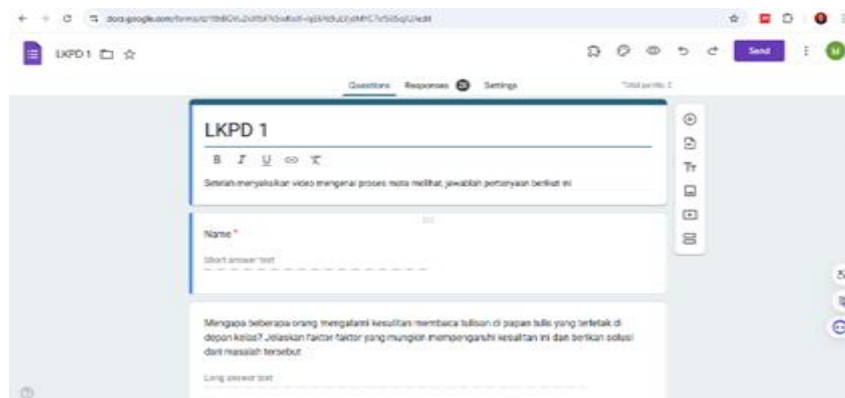 LKPD 1
Send
Questions Responses Settings
LKPD 1
B I U
Setelah menyaksikan video mengenai proses mata melihat, jawablah pertanyaan berikut ini
Name *
Short answer text
Mengapa beberapa orang mengalami kesulitan membaca tulisan di papan tulis yang terletak di
depan kelas? Jelaskan faktor-faktor yang mungkin mempengaruhi kesulitan ini dan berikan solusi
dari masalah tersebut
Long answer text